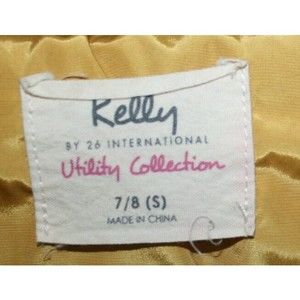 Kelly
BY 26 INTERNATIONAL
Utility Collection
7/8 (S)
MADE IN CHINA